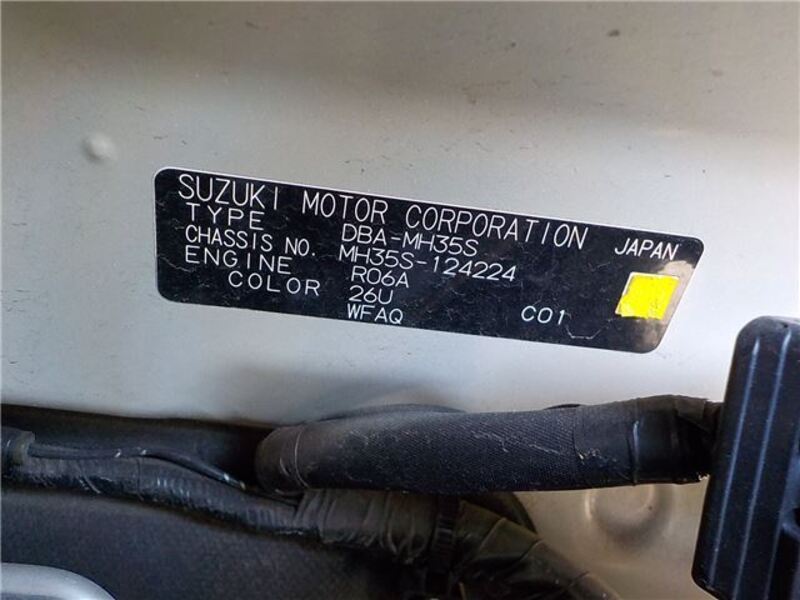 SUZUKI MOTOR CORPORATION JAPAN
TYPE DBA-MH35S
CHASSIS NO. MH35S-124224
ENGINE R06A
COLOR 26U
WFAQ C01